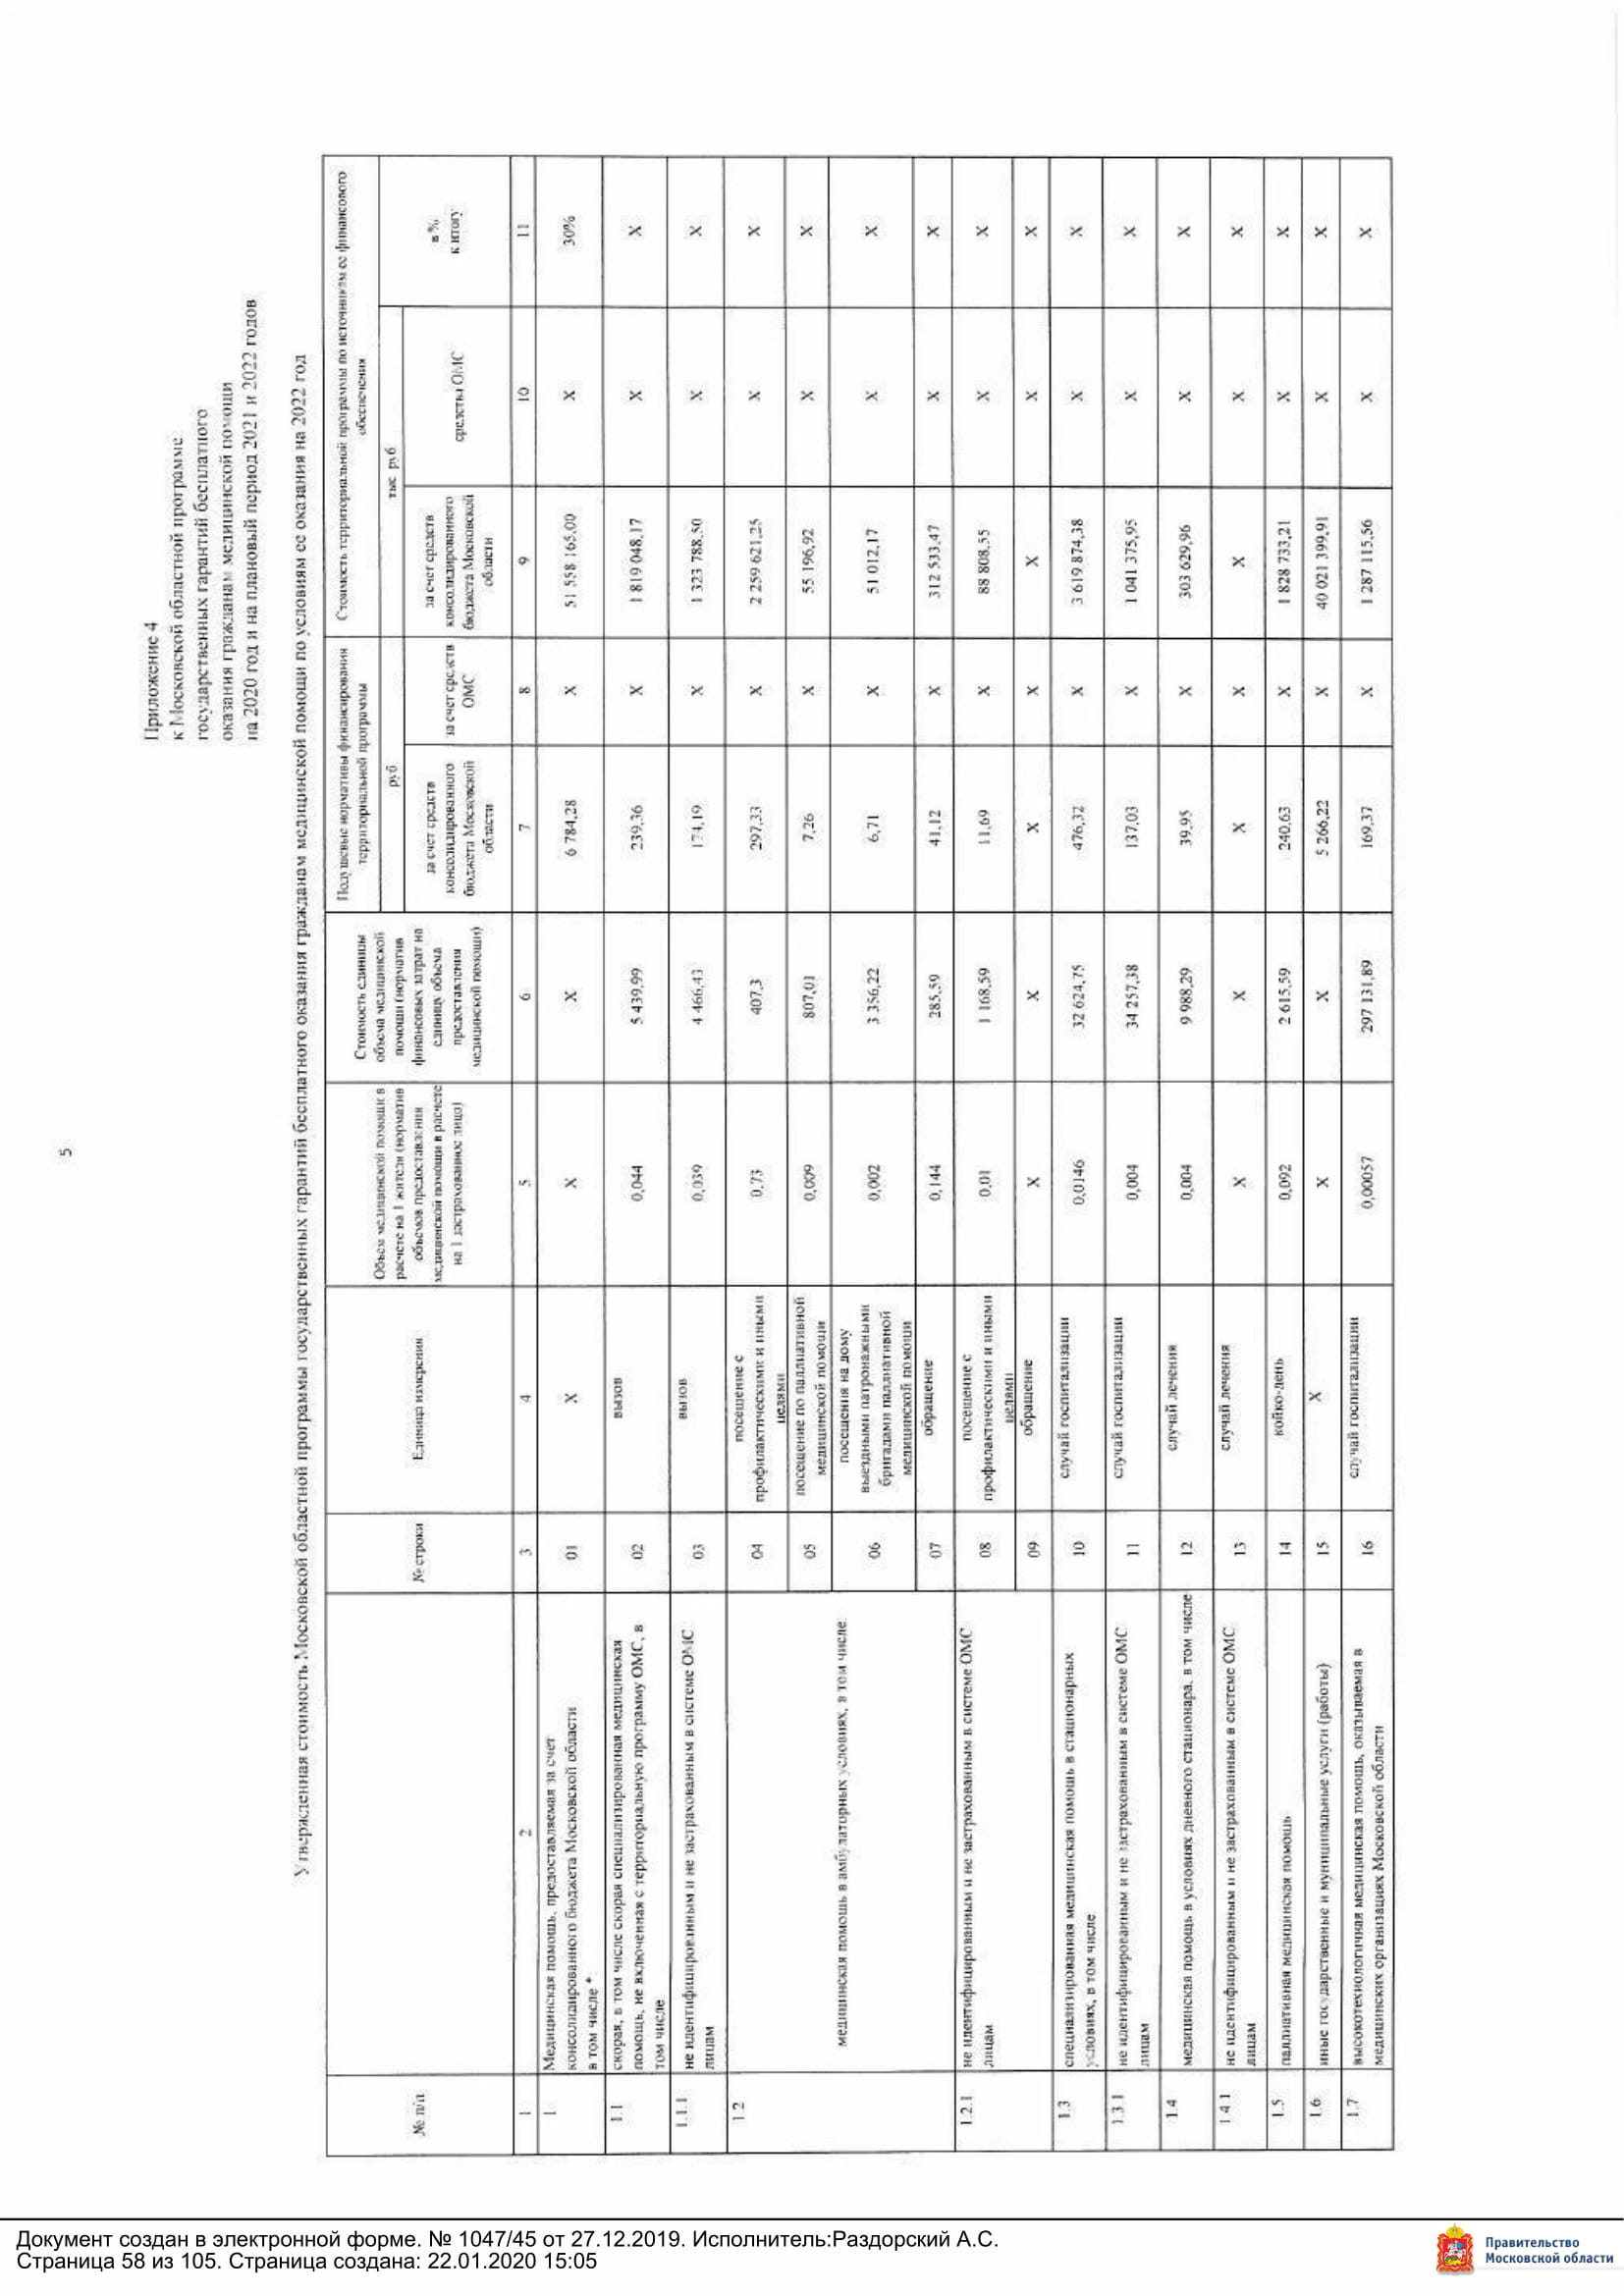 5
Приложение 4
к Московской областной программе
государственных гарантий бесплатного
оказания гражданам медицинской помощи
на 2020 год и на плановый период 2021 и 2022 годов
Утвержденная стоимость Московской областной программы государственных гарантий бесплатного оказания гражданам медицинской помощи по условиям ее оказания на 2022 год
№ п/п
№ строки
Единица измерения
Объем медицинской помощи в
расчете на 1 жителя (норматив
объемов предоставления
медицинской помощи в расчете
на 1 застрахованное лицо)
Стоимость единицы
объема медицинской
помощи (норматив
финансовых затрат на
единицу объема
предоставления
медицинской помощи)
Подушевые нормативы финансирования
территориальной программы
руб
за счет средств
консолидированного
бюджета Московской
области
за счет средств
ОМС
Стоимость территориальной программы по источникам ее финансового
обеспечения
тыс руб
за счет средств
консолидированного
бюджета Московской
области
средства ОМС
в %
к итогу
1 2 3 4 5 6 7 8 9 10 11
1 Медицинская помощь, предоставляемая за счет
консолидированного бюджета Московской области
в том числе *
01 X X X 6 784,28 X 51 558 165,00 X 30%
1.1 скорая, в том числе скорая специализированная медицинская
помощь, не включенная с территориальную программу ОМС, в
том числе
02 вызов 0,044 5 439,99 239,36 X 1 819 048,17 X X
1.1.1 не идентифицированным и не застрахованным в системе ОМС
лицам
03 вызов 0,039 4 466,43 174,19 X 1 323 788,50 X X
1.2 медицинская помощь в амбулаторных условиях, в том числе
04 посещение с
профилактическими и иными
целями
0,73 407,3 297,33 X 2 259 621,25 X X
05 посещение по паллиативной
медицинской помощи
0,009 807,01 7,26 X 55 196,92 X X
06 посещения на дому
выездными патронажными
бригадами паллиативной
медицинской помощи
0,002 3 356,22 6,71 X 51 012,17 X X
07 обращение 0,144 285,59 41,12 X 312 533,47 X X
1.2.1 не идентифицированным и не застрахованным в системе ОМС
лицам
08 посещение с
профилактическими и иными
целями
0,01 1 168,59 11,69 X 88 808,55 X X
09 обращение X X X X X X X
1.3 специализированная медицинская помощь в стационарных
условиях, в том числе
10 случай госпитализации 0,0146 32 624,75 476,32 X 3 619 874,38 X X
1.3.1 не идентифицированным и не застрахованным в системе ОМС
лицам
11 случай госпитализации 0,004 34 257,38 137,03 X 1 041 375,95 X X
1.4 медицинская помощь в условиях дневного стационара, в том числе
12 случай лечения 0,004 9 988,29 39,95 X 303 629,96 X X
1.4.1 не идентифицированным и не застрахованным в системе ОМС
лицам
13 случай лечения X X X X X X X
1.5 паллиативная медицинская помощь
14 койко-день 0,092 2 615,59 240,63 X 1 828 733,21 X X
1.6 иные государственные и муниципальные услуги (работы)
15 X X X 5 266,22 X 40 021 399,91 X X
1.7 высокотехнологичная медицинская помощь, оказываемая в
медицинских организациях Московской области
16 случай госпитализации 0,00057 297 131,89 169,37 X 1 287 115,56 X X
Документ создан в электронной форме. № 1047/45 от 27.12.2019. Исполнитель:Раздорский А.С.
Страница 58 из 105. Страница создана: 22.01.2020 15:05
Правительство
Московской области